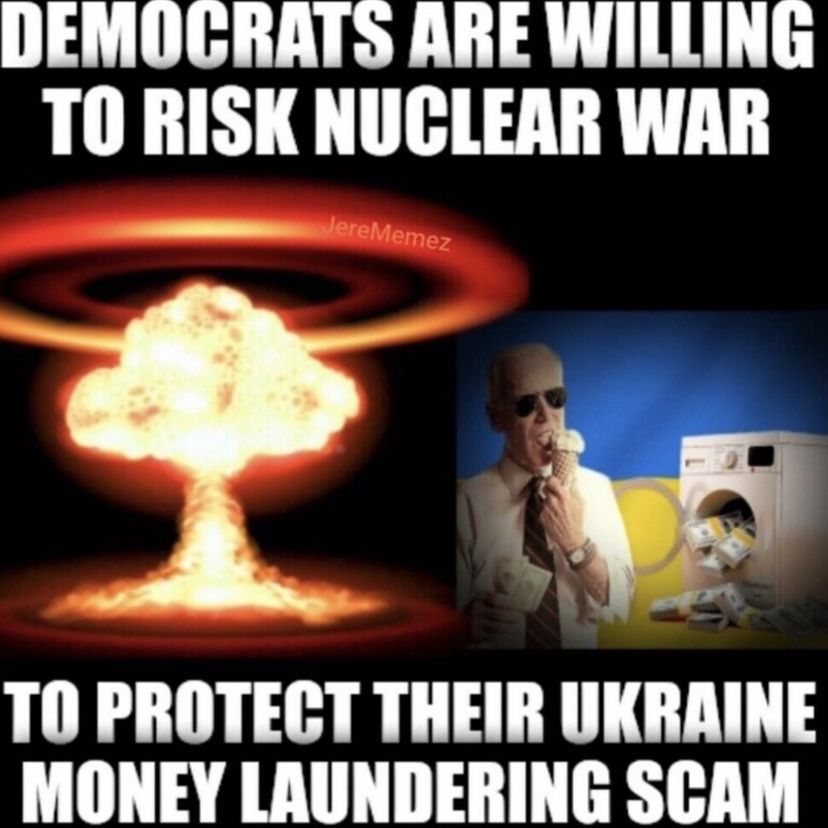 DEMOCRATS ARE WILLING
TO RISK NUCLEAR WAR
JereMemez
TO PROTECT THEIR UKRAINE
MONEY LAUNDERING SCAM